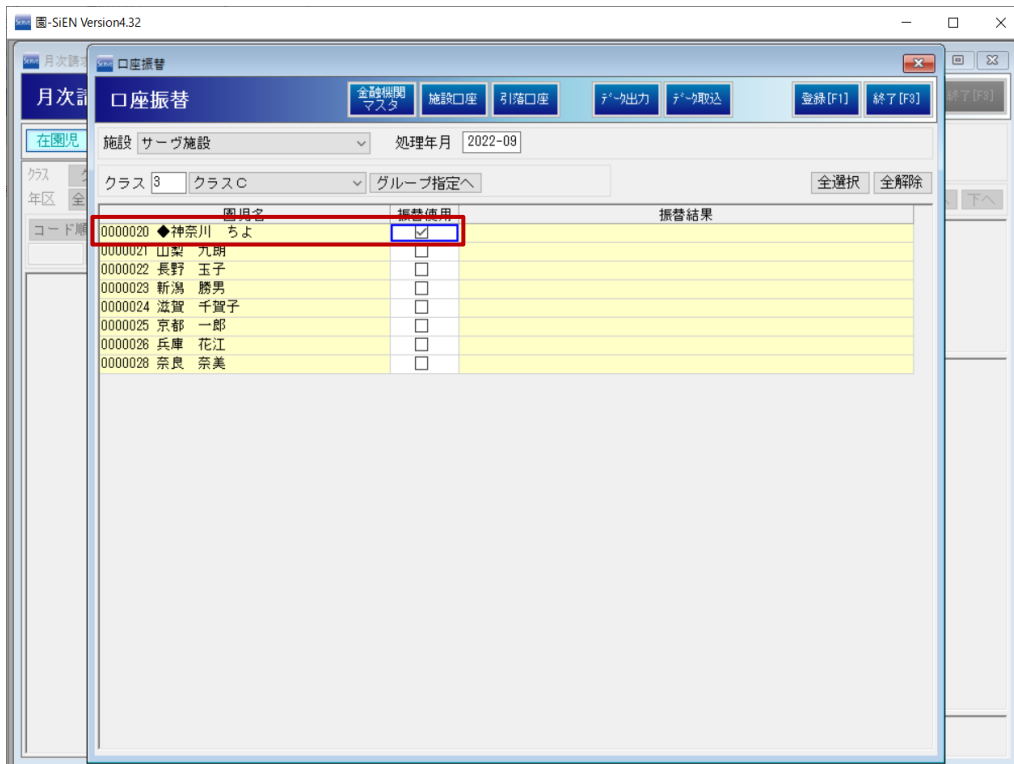 園-SiEN Version4.32
月次請
口座振替
月次請
口座振替
金融機関マスタ
施設口座
引落口座
ﾃﾞｰﾀ出力
ﾃﾞｰﾀ取込
登録[F1]
終了[F3]
終了[F3]
在園児
施設 サーヴ施設
処理年月 2022-09
クラス
クラス 3 クラスC
グループ指定へ
全選択
全解除
年区 全
下へ
コード順
園児名 振替使用 振替結果
0000020 ◆神奈川 ちよ
0000021 山梨 九朗
0000022 長野 玉子
0000023 新潟 勝男
0000024 滋賀 千賀子
0000025 京都 一郎
0000026 兵庫 花江
0000028 奈良 奈美